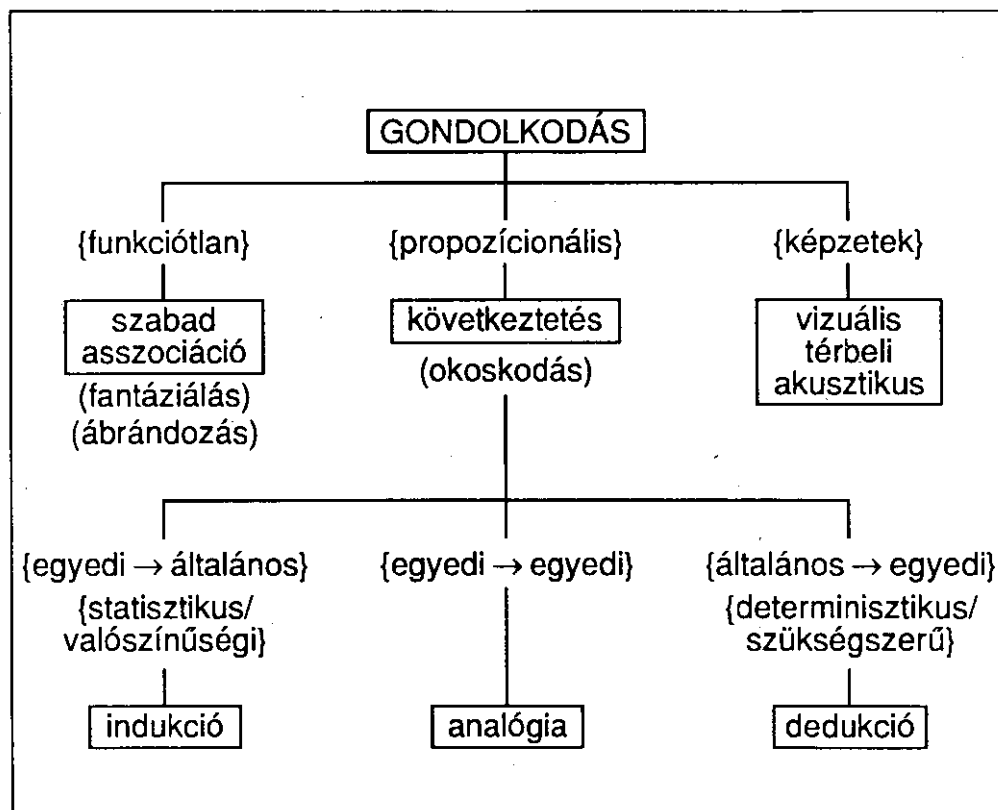 GONDOLKODÁS
{funkciótlan}
{propozícionális}
{képzetek}
szabad
asszociáció
(fantáziálás)
(ábrándozás)
következtetés
(okoskodás)
vizuális
térbeli
akusztikus
{egyedi → általános}
{statisztikus/
valószínűségi}
indukció
{egyedi → egyedi}
analógia
{általános → egyedi}
{determinisztikus/
szükségszerű}
dedukció